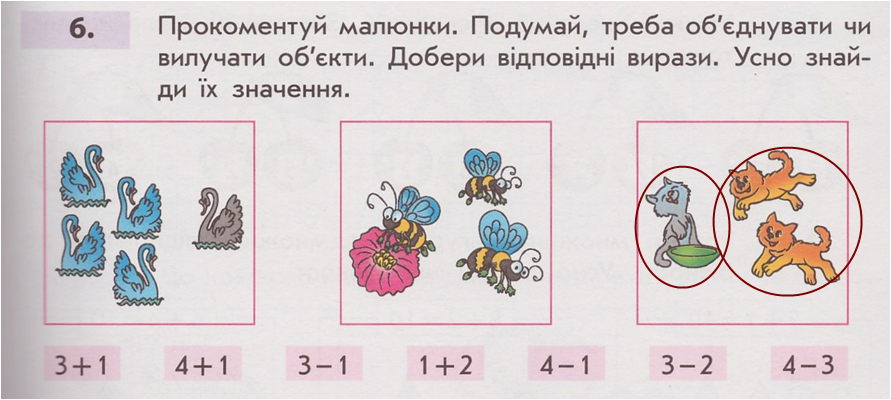 6. Прокоментуй малюнки. Подумай, треба об’єднувати чи
вилучати об’єкти. Добери відповідні вирази. Усно знай-
ди їх значення.
3+1 4+1 3−1 1+2 4−1 3−2 4−3